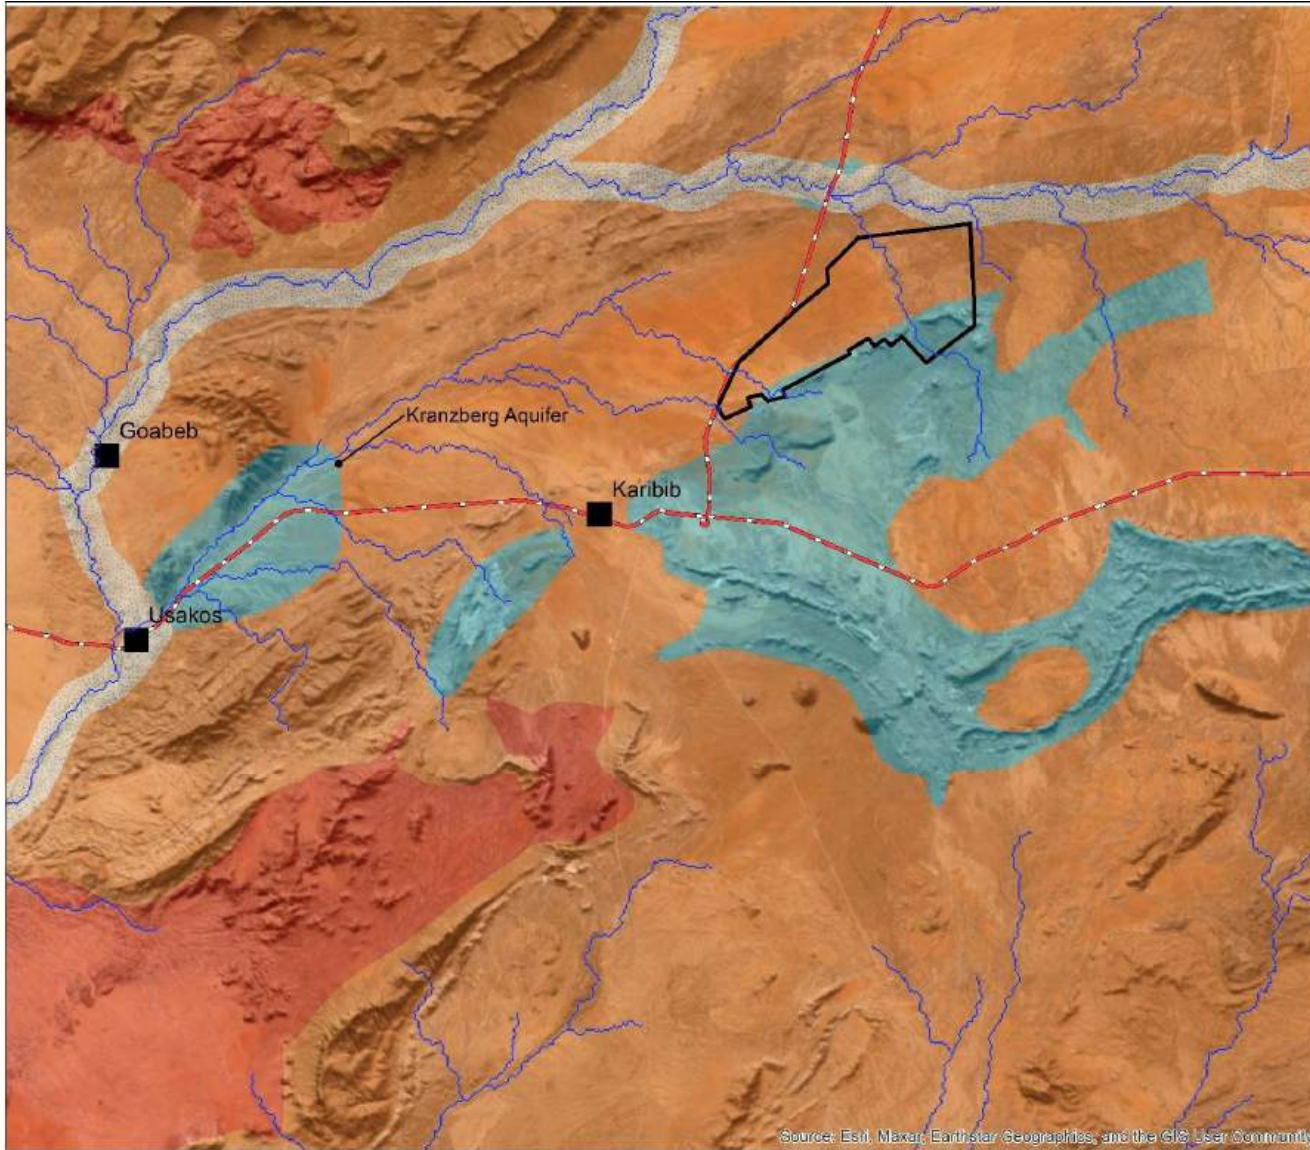 Goabeb
Kranzberg Aquifer
Karibib
Usakos
Source: Esri, Maxar, Earthstar Geographics, and the GIS User Community